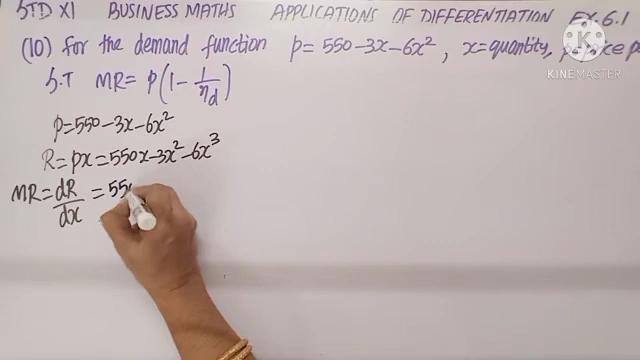 STD XI BUSINESS MATHS APPLICATIONS OF DIFFERENTIATION EX 6.1
(10) For the demand function p = 550 - 3x - 6x², x = quantity,
S.T MR = p(1 - 1/ηd)
p = 550 - 3x - 6x²
R = px = 550x - 3x² - 6x³
MR = dR/dx = 55
KINEMASTER